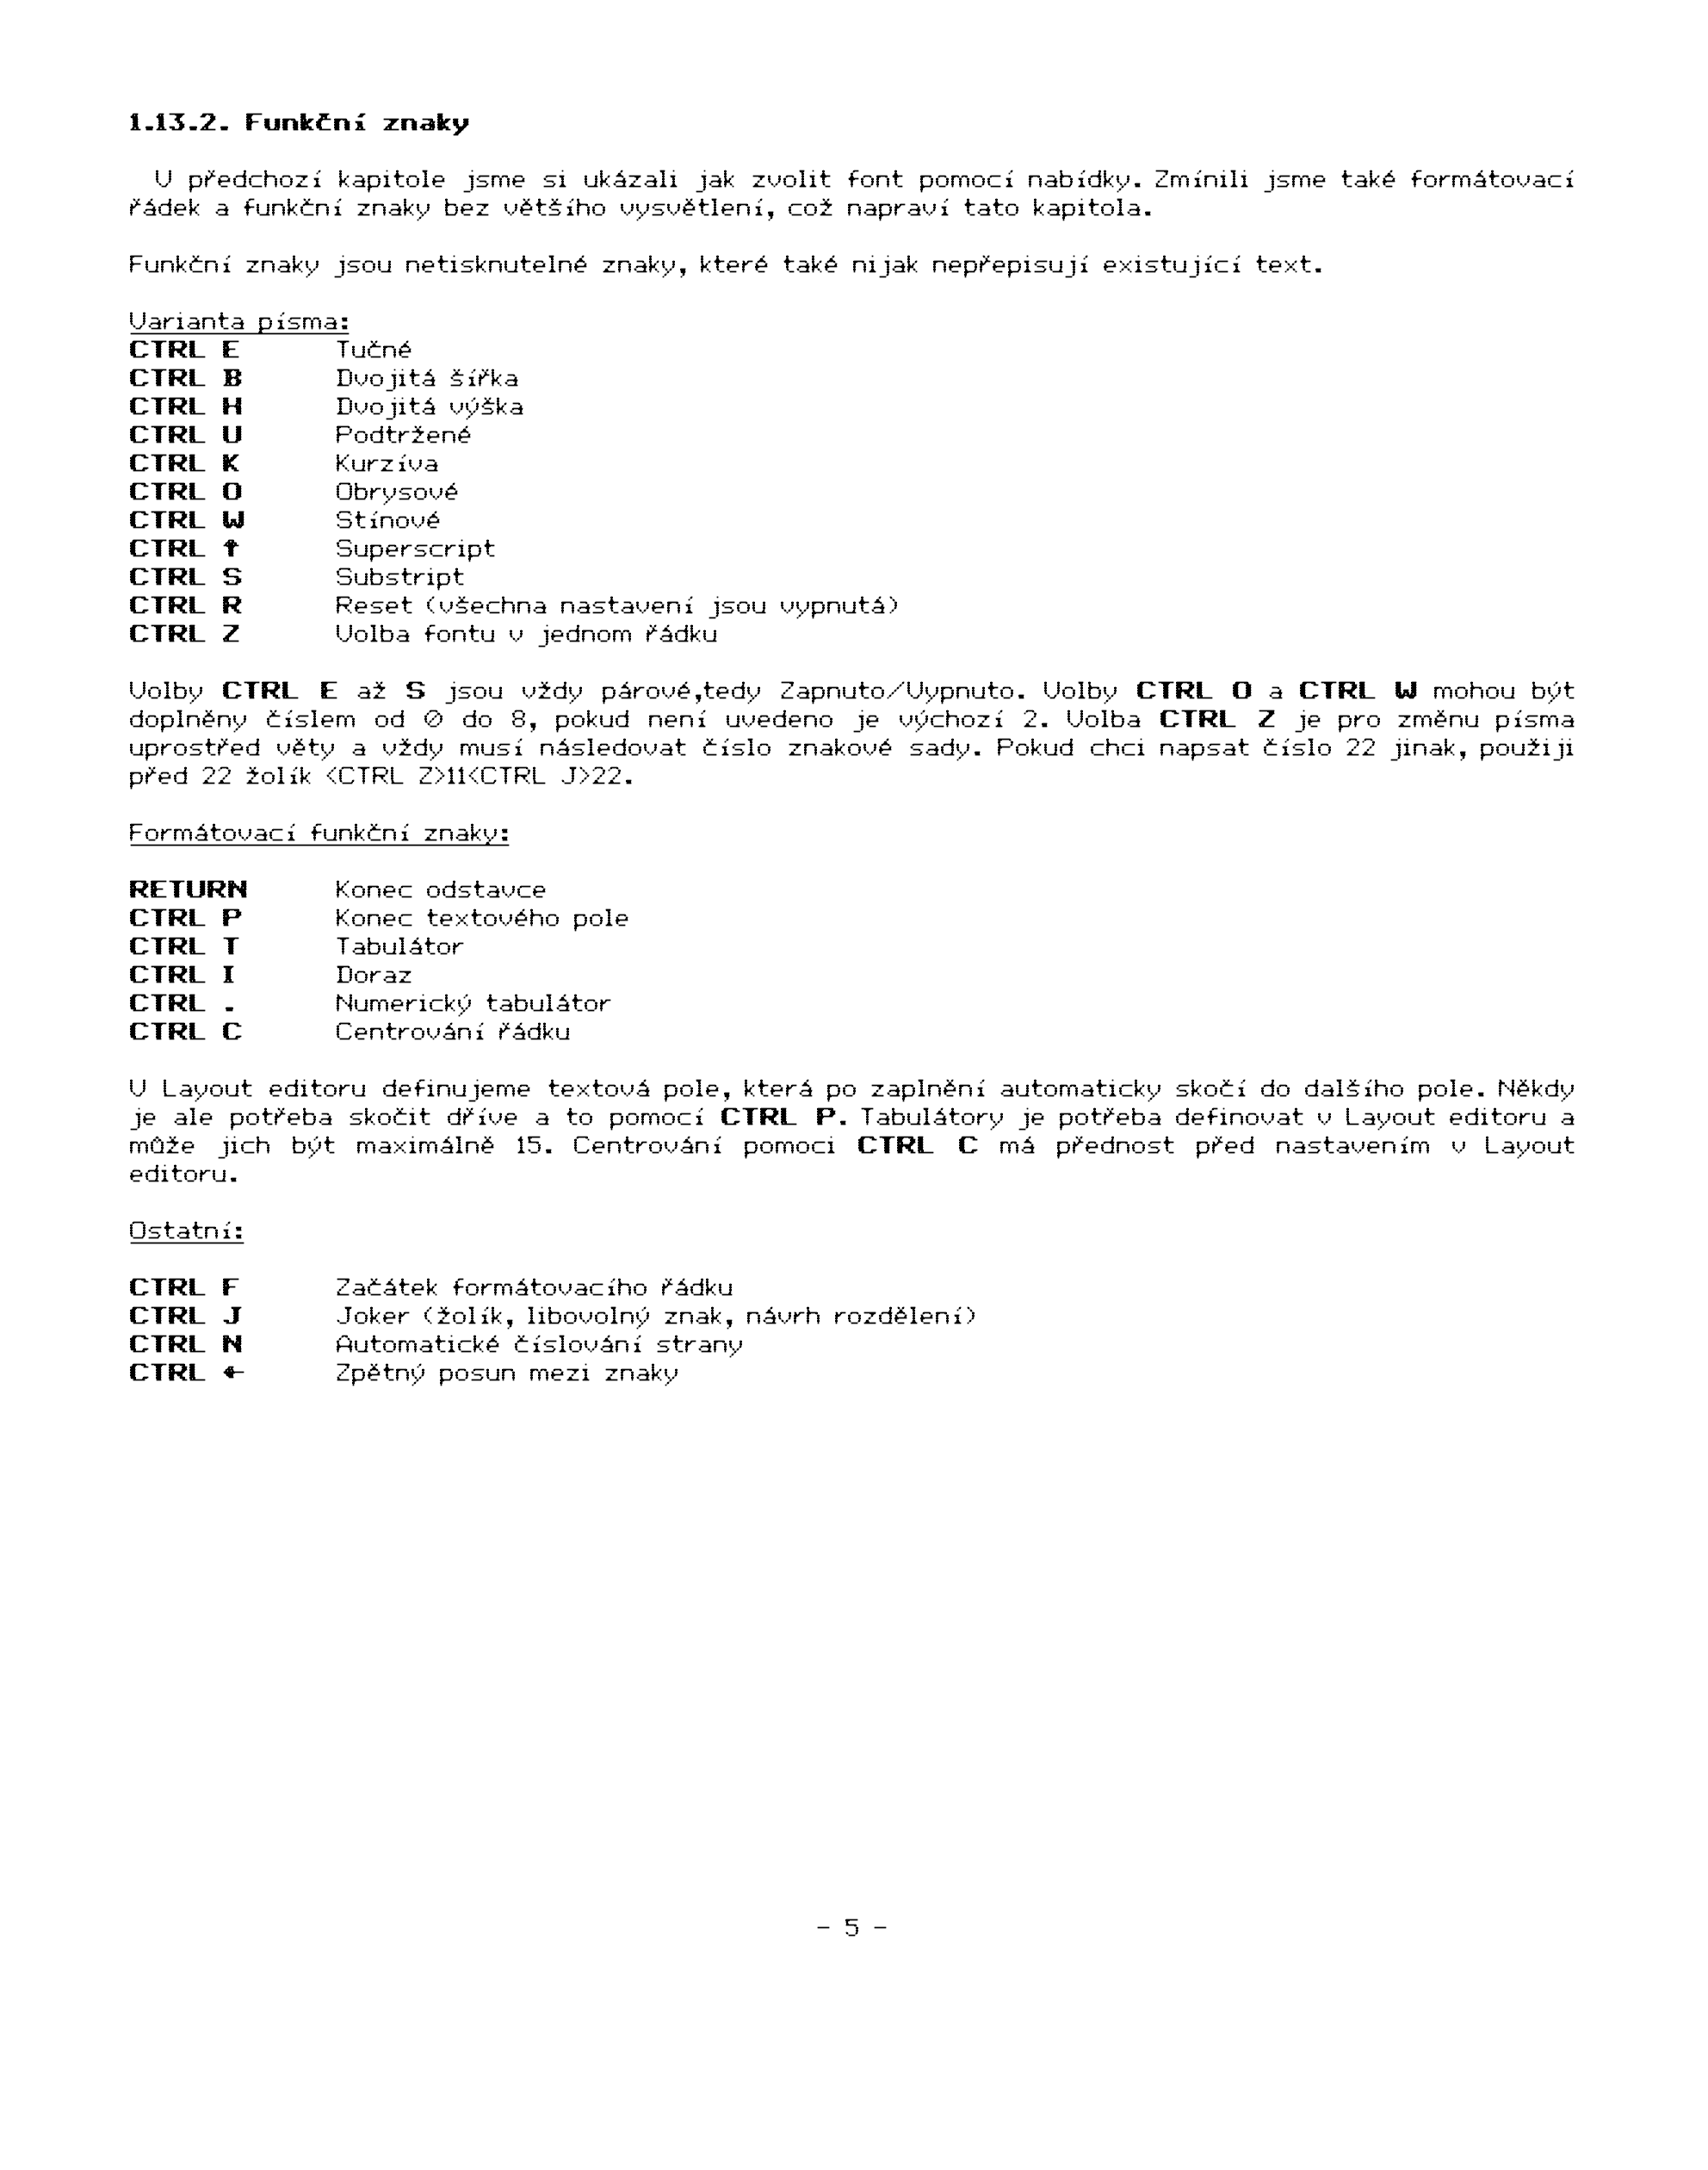 1.13.2. Funkční znaky
V předchozí kapitole jsme si ukázali jak zvolit font pomocí nabídky. Zmínili jsme také formátovací
řádek a funkční znaky bez většího vysvětlení, což napraví tato kapitola.
Funkční znaky jsou netisknutelné znaky, které také nijak nepřepisují existující text.
Varianta písma:
CTRL E Tučné
CTRL B Dvojitá šířka
CTRL H Dvojitá výška
CTRL U Podtržené
CTRL K Kurzíva
CTRL O Obrysové
CTRL W Stínové
CTRL ↑ Superscript
CTRL S Substript
CTRL R Reset (všechna nastavení jsou vypnutá)
CTRL Z Volba fontu v jednom řádku
Volby CTRL E až S jsou vždy párové,tedy Zapnuto/Vypnuto. Volby CTRL O a CTRL W mohou být
doplněny číslem od 0 do 8, pokud není uvedeno je výchozí 2. Volba CTRL Z je pro změnu písma
uprostřed věty a vždy musí následovat číslo znakové sady. Pokud chci napsat číslo 22 jinak, použiji
před 22 žolík <CTRL Z>11<CTRL J>22.
Formátovací funkční znaky:
RETURN Konec odstavce
CTRL P Konec textového pole
CTRL T Tabulátor
CTRL I Doraz
CTRL . Numerický tabulátor
CTRL C Centrování řádku
V Layout editoru definujeme textová pole, která po zaplnění automaticky skočí do dalšího pole. Někdy
je ale potřeba skočit dříve a to pomocí CTRL P. Tabulátory je potřeba definovat v Layout editoru a
může jich být maximálně 15. Centrování pomoci CTRL C má přednost před nastavením v Layout
editoru.
Ostatní:
CTRL F Začátek formátovacího řádku
CTRL J Joker (žolík, libovolný znak, návrh rozdělení)
CTRL N Automatické číslování strany
CTRL ← Zpětný posun mezi znaky
- 5 -